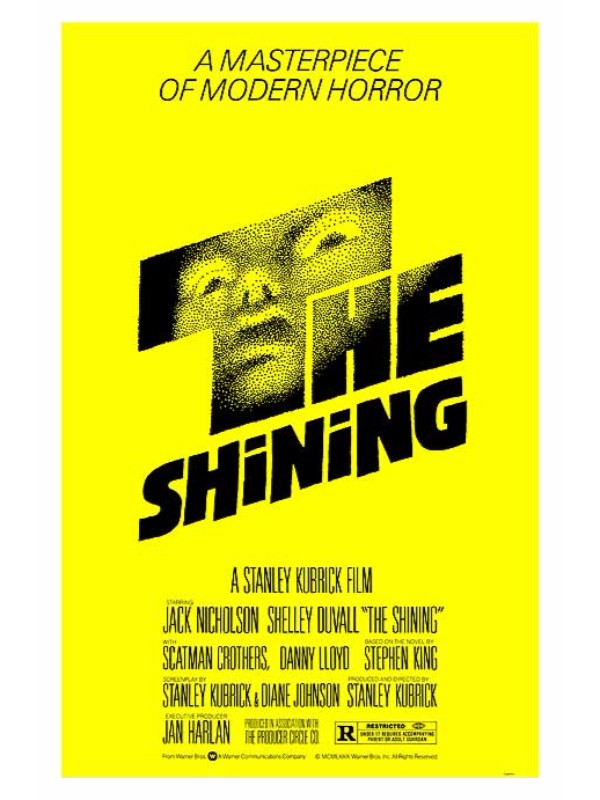 A MASTERPIECE
OF MODERN HORROR
THE
SHiNiNG
A STANLEY KUBRICK FILM
STARRING
JACK NICHOLSON SHELLEY DUVALL "THE SHINING"
WITH BASED ON THE NOVEL BY
SCATMAN CROTHERS, DANNY LLOYD STEPHEN KING
SCREENPLAY BY PRODUCED AND DIRECTED BY
STANLEY KUBRICK & DIANE JOHNSON STANLEY KUBRICK
EXECUTIVE PRODUCER
JAN HARLAN
PRODUCED IN ASSOCIATION WITH
THE PRODUCER CIRCLE CO.
R RESTRICTED
UNDER 17 REQUIRES ACCOMPANYING
PARENT OR ADULT GUARDIAN
From Warner Bros. A Warner Communications Company © MCMLXXX Warner Bros. Inc. All Rights Reserved